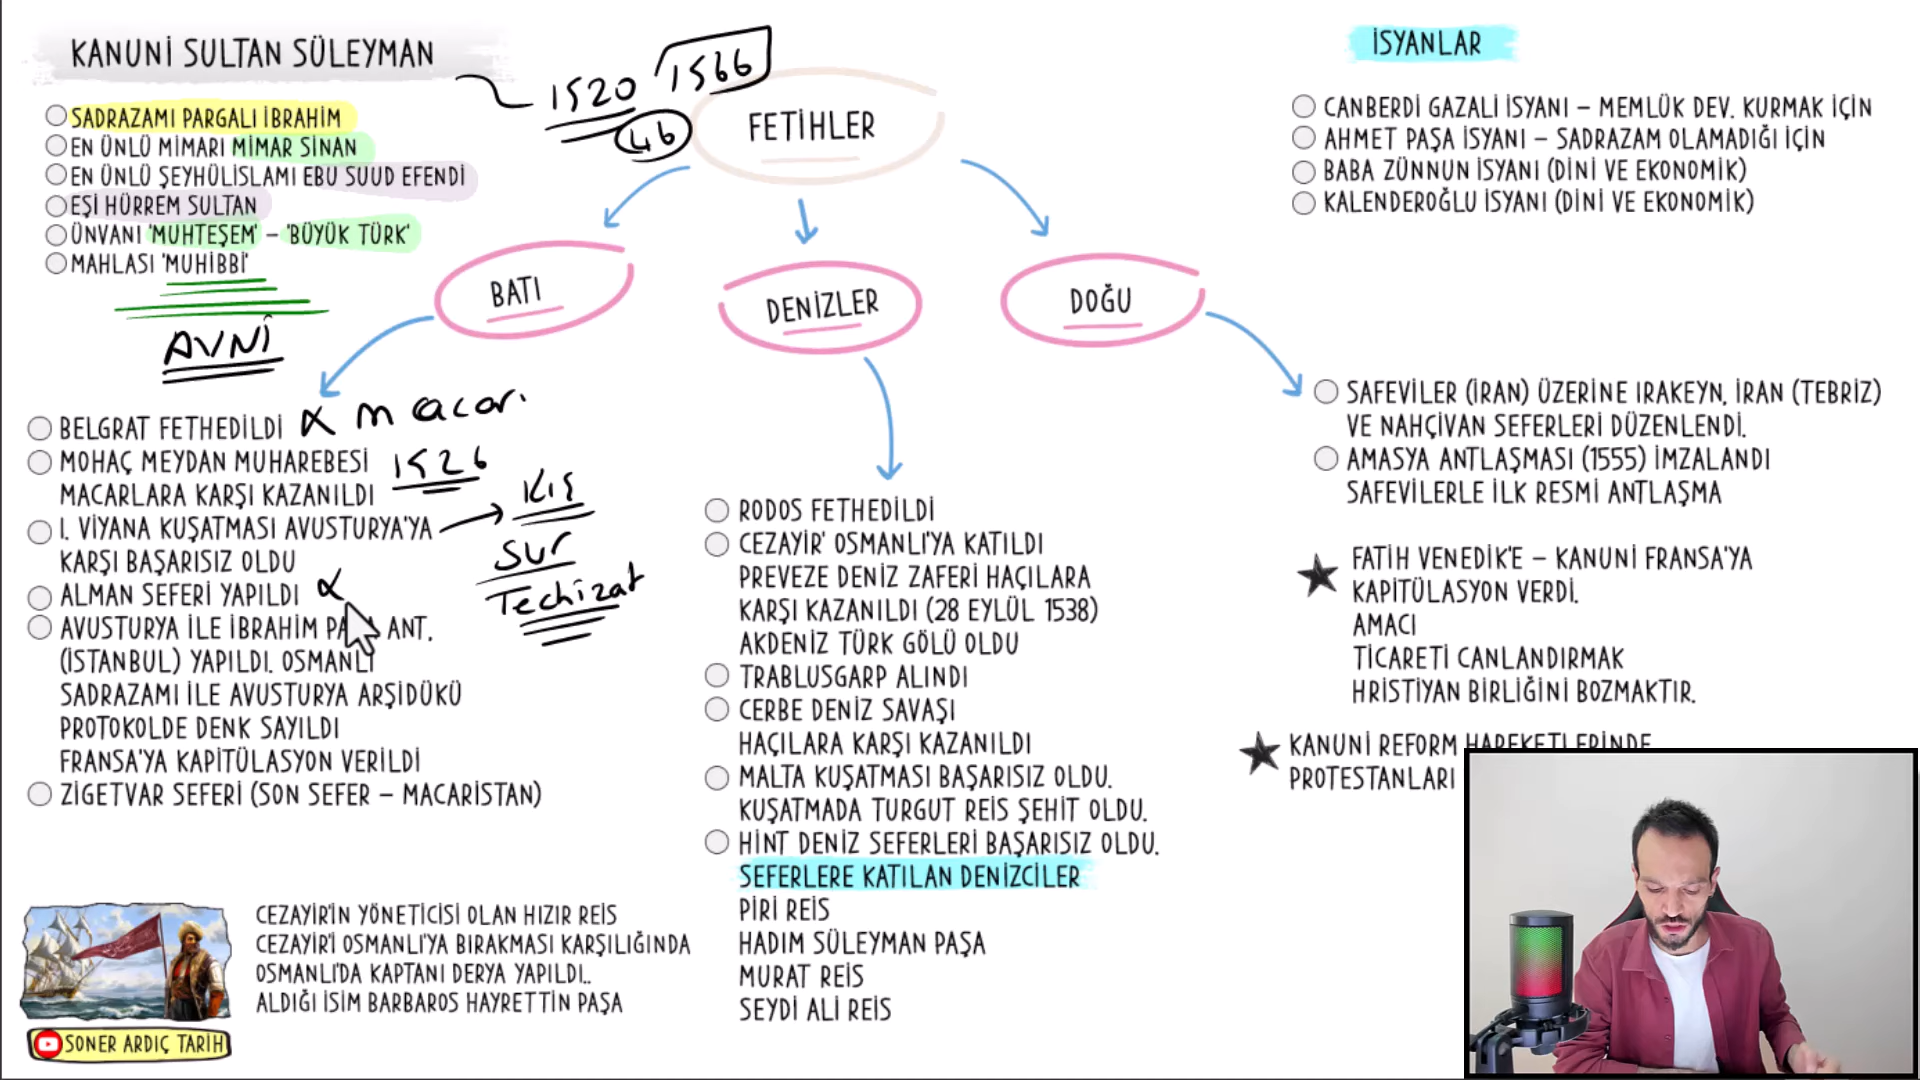 KANUNİ SULTAN SÜLEYMAN
1520 1566
46
SADRAZAMI PARGALI İBRAHİM
EN ÜNLÜ MİMARI MİMAR SİNAN
EN ÜNLÜ ŞEYHÜLİSLAMI EBU SUUD EFENDİ
EŞİ HÜRREM SULTAN
ÜNVANI 'MUHTEŞEM' – 'BÜYÜK TÜRK'
MAHLASI 'MUHİBBİ'
AVNÎ
FETİHLER
BATI
DENİZLER
DOĞU
İSYANLAR
CANBERDİ GAZALİ İSYANI – MEMLÜK DEV. KURMAK İÇİN
AHMET PAŞA İSYANI – SADRAZAM OLAMADIĞI İÇİN
BABA ZÜNNUN İSYANI (DİNİ VE EKONOMİK)
KALENDEROĞLU İSYANI (DİNİ VE EKONOMİK)
BELGRAT FETHEDİLDİ
MOHAÇ MEYDAN MUHAREBESİ 1526
MACARLARA KARŞI KAZANILDI
I. VİYANA KUŞATMASI AVUSTURYA'YA
KARŞI BAŞARISIZ OLDU
Kış
Sur
Techizat
ALMAN SEFERİ YAPILDI
AVUSTURYA İLE İBRAHİM ANT.
(İSTANBUL) YAPILDI. OSMANLI
SADRAZAMI İLE AVUSTURYA ARŞİDÜKÜ
PROTOKOLDE DENK SAYILDI
FRANSA'YA KAPİTÜLASYON VERİLDİ
ZİGETVAR SEFERİ (SON SEFER – MACARİSTAN)
RODOS FETHEDİLDİ
CEZAYİR' OSMANLI'YA KATILDI
PREVEZE DENİZ ZAFERİ HAÇILARA
KARŞI KAZANILDI (28 EYLÜL 1538)
AKDENİZ TÜRK GÖLÜ OLDU
TRABLUSGARP ALINDI
CERBE DENİZ SAVAŞI
HAÇILARA KARŞI KAZANILDI
MALTA KUŞATMASI BAŞARISIZ OLDU.
KUŞATMADA TURGUT REİS ŞEHİT OLDU.
HİNT DENİZ SEFERLERİ BAŞARISIZ OLDU.
SEFERLERE KATILAN DENİZCİLER
PİRİ REİS
HADIM SÜLEYMAN PAŞA
MURAT REİS
SEYDİ ALİ REİS
SAFEVİLER (İRAN) ÜZERİNE IRAKEYN, İRAN (TEBRİZ)
VE NAHÇİVAN SEFERLERİ DÜZENLENDİ.
AMASYA ANTLAŞMASI (1555) İMZALANDI
SAFEVİLERLE İLK RESMİ ANTLAŞMA
FATİH VENEDİK'E – KANUNİ FRANSA'YA
KAPİTÜLASYON VERDİ.
AMACI
TİCARETİ CANLANDIRMAK
HRİSTİYAN BİRLİĞİNİ BOZMAKTIR.
KANUNİ REFORM HAREKETLERİNDE
PROTESTANLARI
CEZAYİR'İN YÖNETİCİSİ OLAN HIZIR REİS
CEZAYİR'İ OSMANLI'YA BIRAKMASI KARŞILIĞINDA
OSMANLI'DA KAPTANI DERYA YAPILDI..
ALDIĞI İSİM BARBAROS HAYRETTİN PAŞA
SONER ARDIÇ TARİH